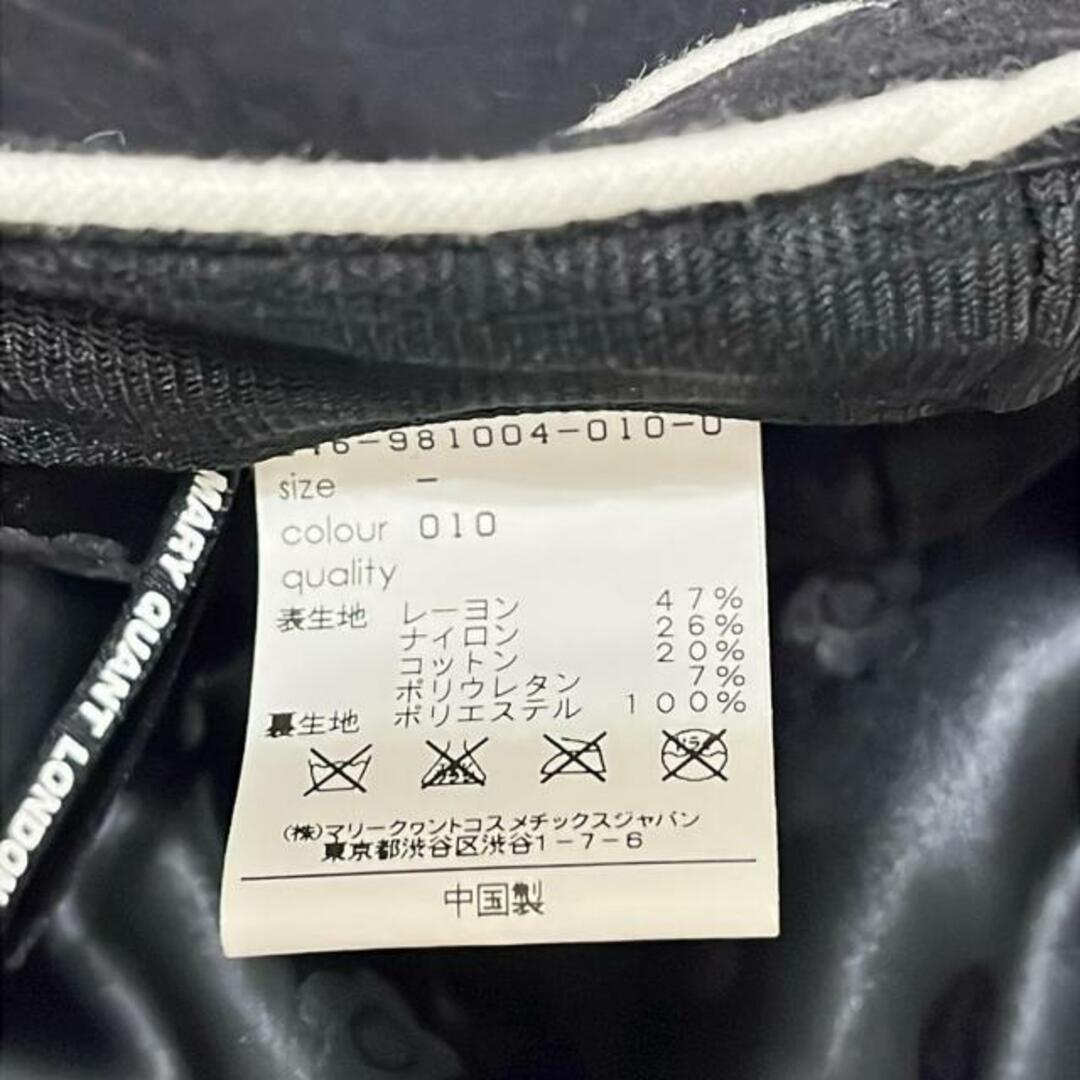 46-981004-010-0
size -
colour 010
quality
表生地 レーヨン 47%
ナイロン 26%
コットン 20%
ポリウレタン 7%
裏生地 ポリエステル 100%
ドライ
(株)マリークヮントコスメチックスジャパン
東京都渋谷区渋谷1-7-6
中国製
MARY QUANT LONDON